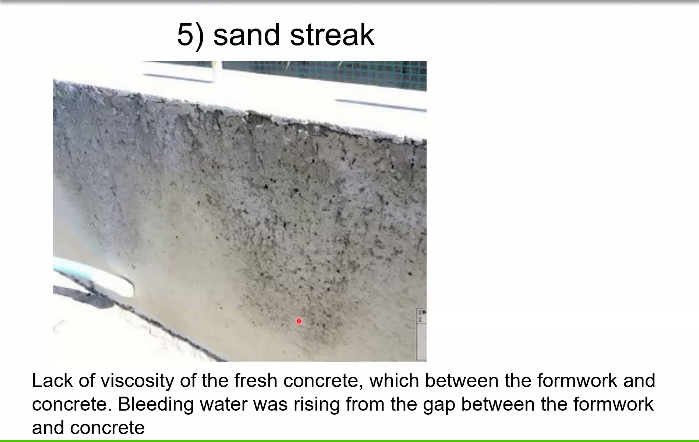 5) sand streak
Lack of viscosity of the fresh concrete, which between the formwork and
concrete. Bleeding water was rising from the gap between the formwork
and concrete